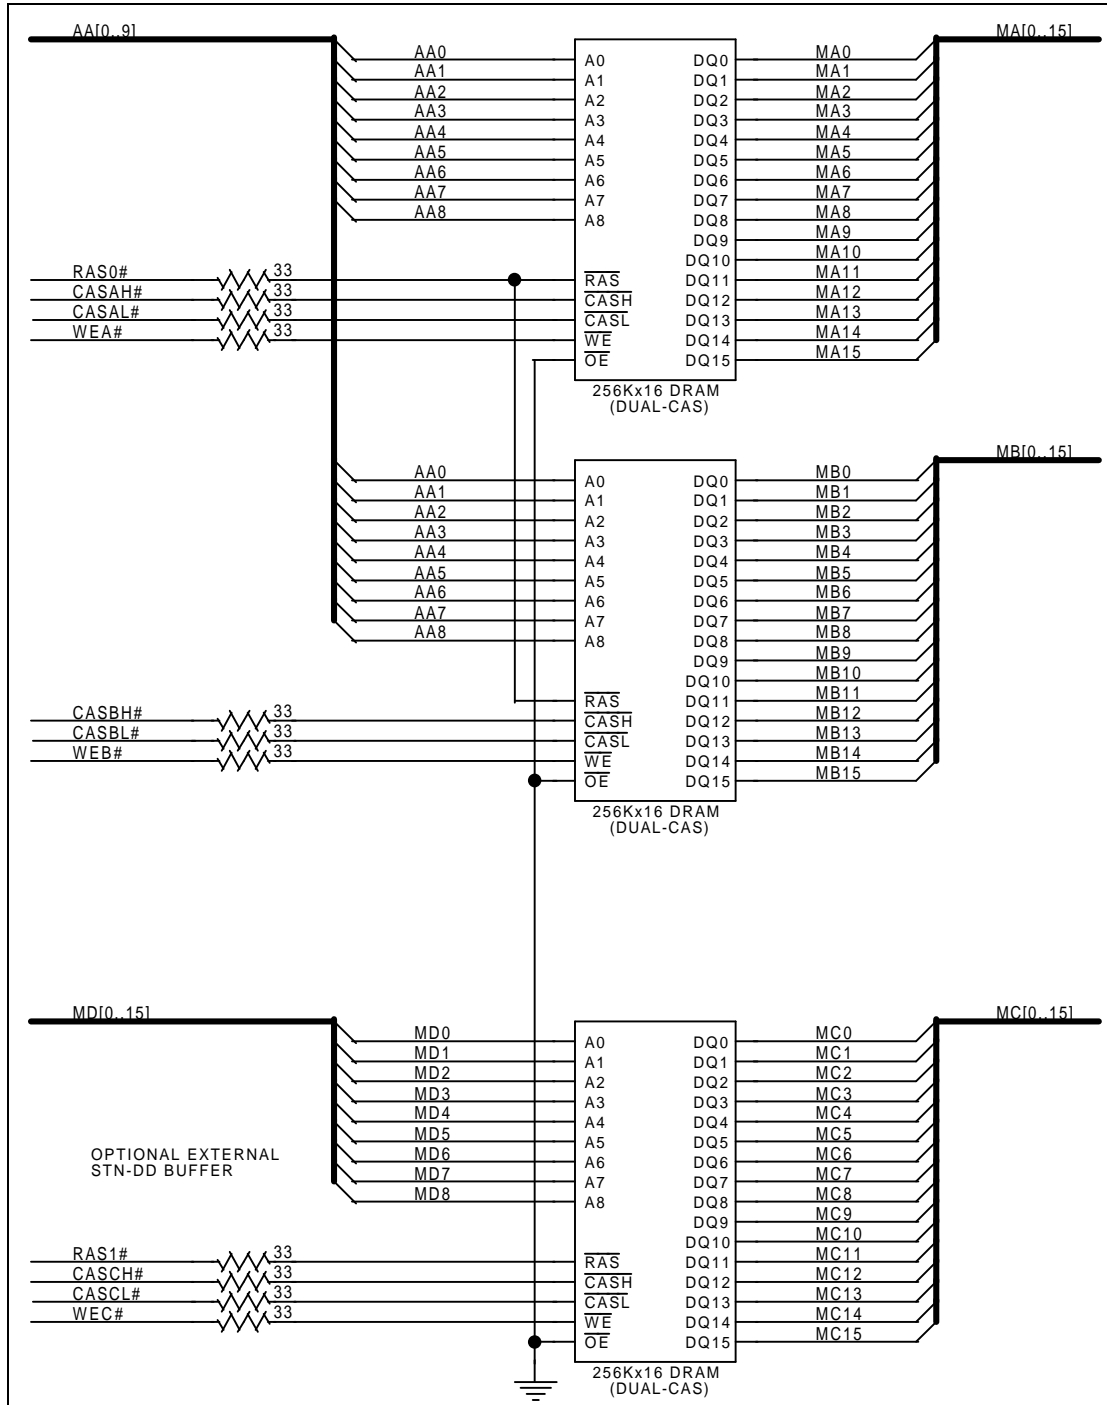 AA[0..9] MA[0..15]
AA0 A0 DQ0 MA0
AA1 A1 DQ1 MA1
AA2 A2 DQ2 MA2
AA3 A3 DQ3 MA3
AA4 A4 DQ4 MA4
AA5 A5 DQ5 MA5
AA6 A6 DQ6 MA6
AA7 A7 DQ7 MA7
AA8 A8 DQ8 MA8
DQ9 MA9
DQ10 MA10
RAS0# 33 RAS DQ11 MA11
CASAH# 33 CASH DQ12 MA12
CASAL# 33 CASL DQ13 MA13
WEA# 33 WE DQ14 MA14
OE DQ15 MA15
256Kx16 DRAM
(DUAL-CAS)
MB[0..15]
AA0 A0 DQ0 MB0
AA1 A1 DQ1 MB1
AA2 A2 DQ2 MB2
AA3 A3 DQ3 MB3
AA4 A4 DQ4 MB4
AA5 A5 DQ5 MB5
AA6 A6 DQ6 MB6
AA7 A7 DQ7 MB7
AA8 A8 DQ8 MB8
DQ9 MB9
DQ10 MB10
RAS DQ11 MB11
CASBH# 33 CASH DQ12 MB12
CASBL# 33 CASL DQ13 MB13
WEB# 33 WE DQ14 MB14
OE DQ15 MB15
256Kx16 DRAM
(DUAL-CAS)
MD[0..15] MC[0..15]
MD0 A0 DQ0 MC0
MD1 A1 DQ1 MC1
MD2 A2 DQ2 MC2
MD3 A3 DQ3 MC3
MD4 A4 DQ4 MC4
MD5 A5 DQ5 MC5
OPTIONAL EXTERNAL
STN-DD BUFFER
MD6 A6 DQ6 MC6
MD7 A7 DQ7 MC7
MD8 A8 DQ8 MC8
DQ9 MC9
DQ10 MC10
RAS1# 33 RAS DQ11 MC11
CASCH# 33 CASH DQ12 MC12
CASCL# 33 CASL DQ13 MC13
WEC# 33 WE DQ14 MC14
OE DQ15 MC15
256Kx16 DRAM
(DUAL-CAS)